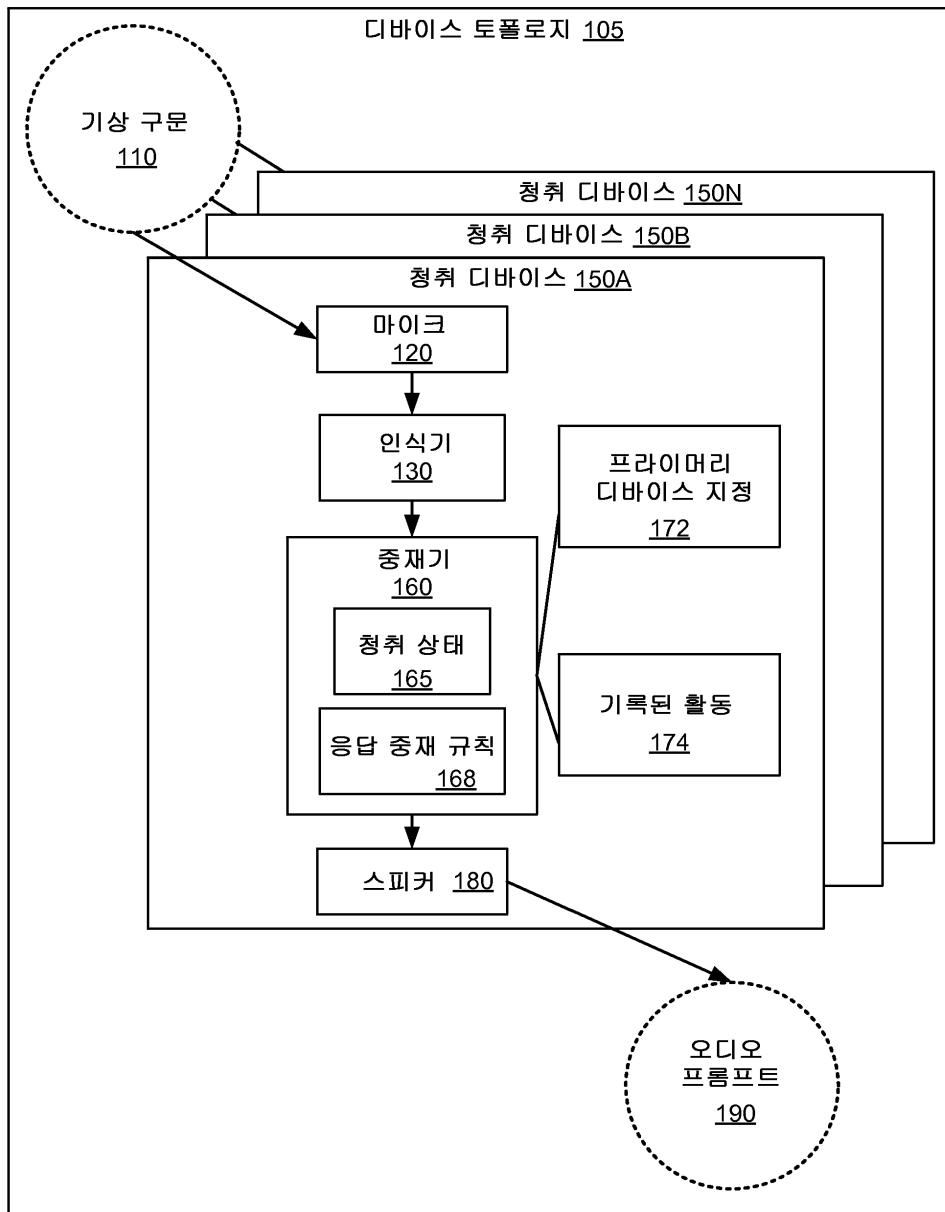 디바이스 토폴로지 105
기상 구문
110
청취 디바이스 150N
청취 디바이스 150B
청취 디바이스 150A
마이크
120
인식기
130
프라이머리
디바이스 지정
172
중재기
160
청취 상태
165
응답 중재 규칙
168
기록된 활동
174
스피커 180
오디오
프롬프트
190